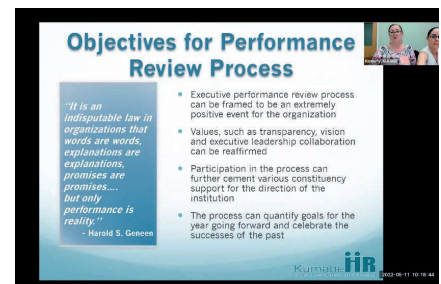 Objectives for Performance
Review Process
"It is an
indisputable law in
organizations that
words are words,
explanations are
explanations,
promises are
promises....
but only
performance is
reality."
– Harold S. Geneen
• Executive performance review process
can be framed to be an extremely
positive event for the organization
• Values, such as transparency, vision
and executive leadership collaboration
can be reaffirmed
• Participation in the process can
further cement various constituency
support for the direction of the
institution
• The process can quantify goals for the
year going forward and celebrate the
successes of the past
HR
2022-05-11 10:18:44